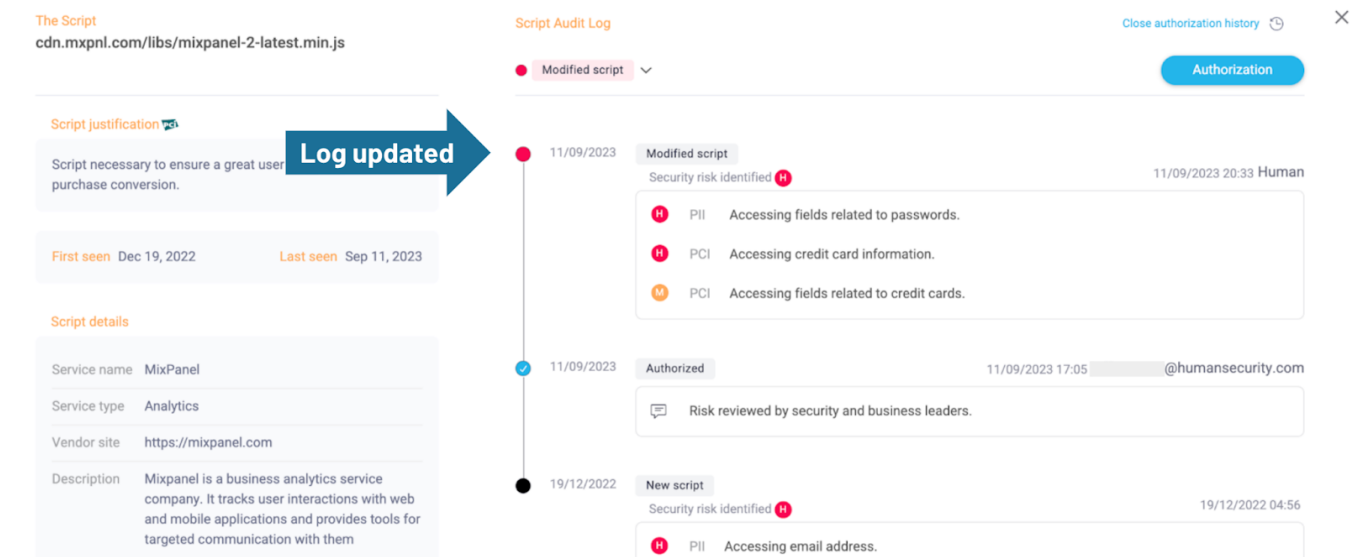 The Script
cdn.mxpnl.com/libs/mixpanel-2-latest.min.js
Script justification PCI
Script necessary to ensure a great user
purchase conversion.
First seen Dec 19, 2022 Last seen Sep 11, 2023
Script details
Service name MixPanel
Service type Analytics
Vendor site https://mixpanel.com
Description Mixpanel is a business analytics service
company. It tracks user interactions with web
and mobile applications and provides tools for
targeted communication with them
Log updated
Script Audit Log
Close authorization history
Modified script
Authorization
11/09/2023 Modified script
Security risk identified H 11/09/2023 20:33 Human
H PII Accessing fields related to passwords.
H PCI Accessing credit card information.
M PCI Accessing fields related to credit cards.
11/09/2023 Authorized 11/09/2023 17:05 @humansecurity.com
Risk reviewed by security and business leaders.
19/12/2022 New script
Security risk identified H 19/12/2022 04:56
H PII Accessing email address.